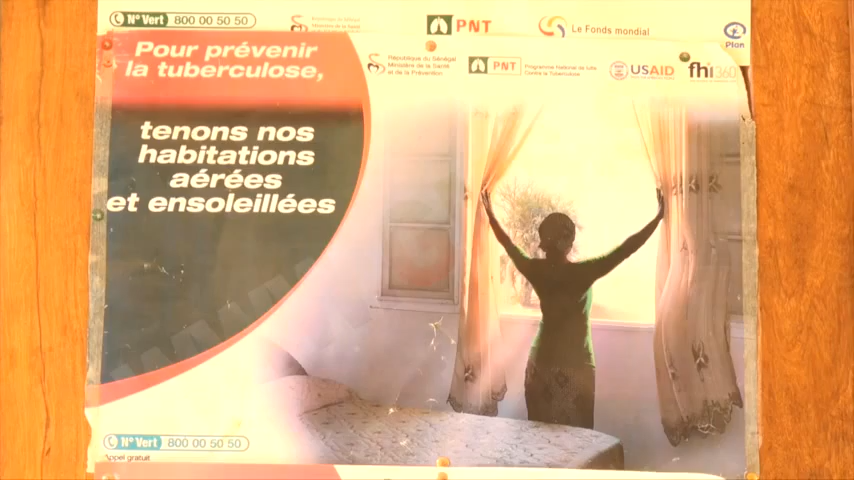 N° Vert 800 00 50 50
PNT
Le Fonds mondial
Plan
Pour prévenir
la tuberculose,
République du Sénégal
Ministère de la Santé
et de la Prévention
PNT
Programme National de lutte
Contre la Tuberculose
USAID
fhi360
tenons nos
habitations
aérées
et ensoleillées
N° Vert 800 00 50 50
Appel gratuit